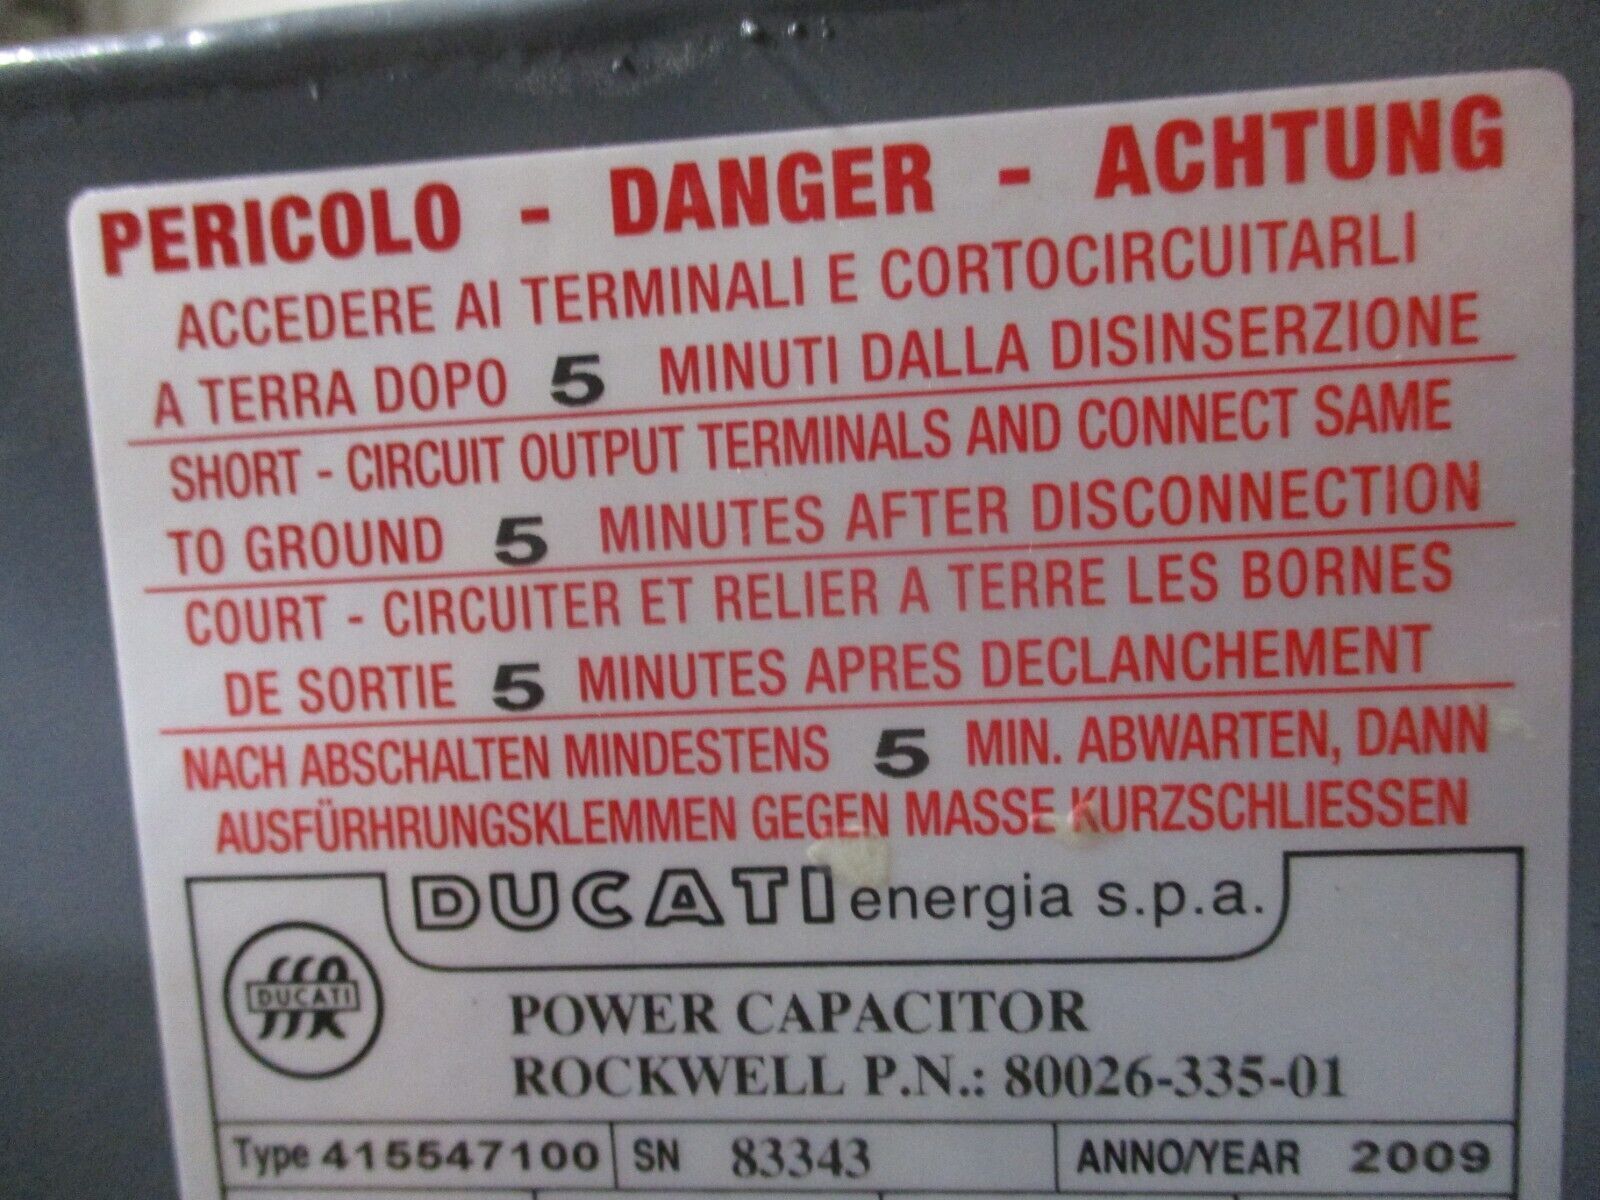 PERICOLO - DANGER - ACHTUNG
ACCEDERE AI TERMINALI E CORTOCIRCUITARLI
A TERRA DOPO 5 MINUTI DALLA DISINSERZIONE
SHORT - CIRCUIT OUTPUT TERMINALS AND CONNECT SAME
TO GROUND 5 MINUTES AFTER DISCONNECTION
COURT - CIRCUITER ET RELIER A TERRE LES BORNES
DE SORTIE 5 MINUTES APRES DECLANCHEMENT
NACH ABSCHALTEN MINDESTENS 5 MIN. ABWARTEN, DANN
AUSFÜRHRUNGSKLEMMEN GEGEN MASSE KURZSCHLIESSEN
DUCATI energia s.p.a.
DUCATI
POWER CAPACITOR
ROCKWELL P.N.: 80026-335-01
Type 415547100 SN 83343 ANNO/YEAR 2009